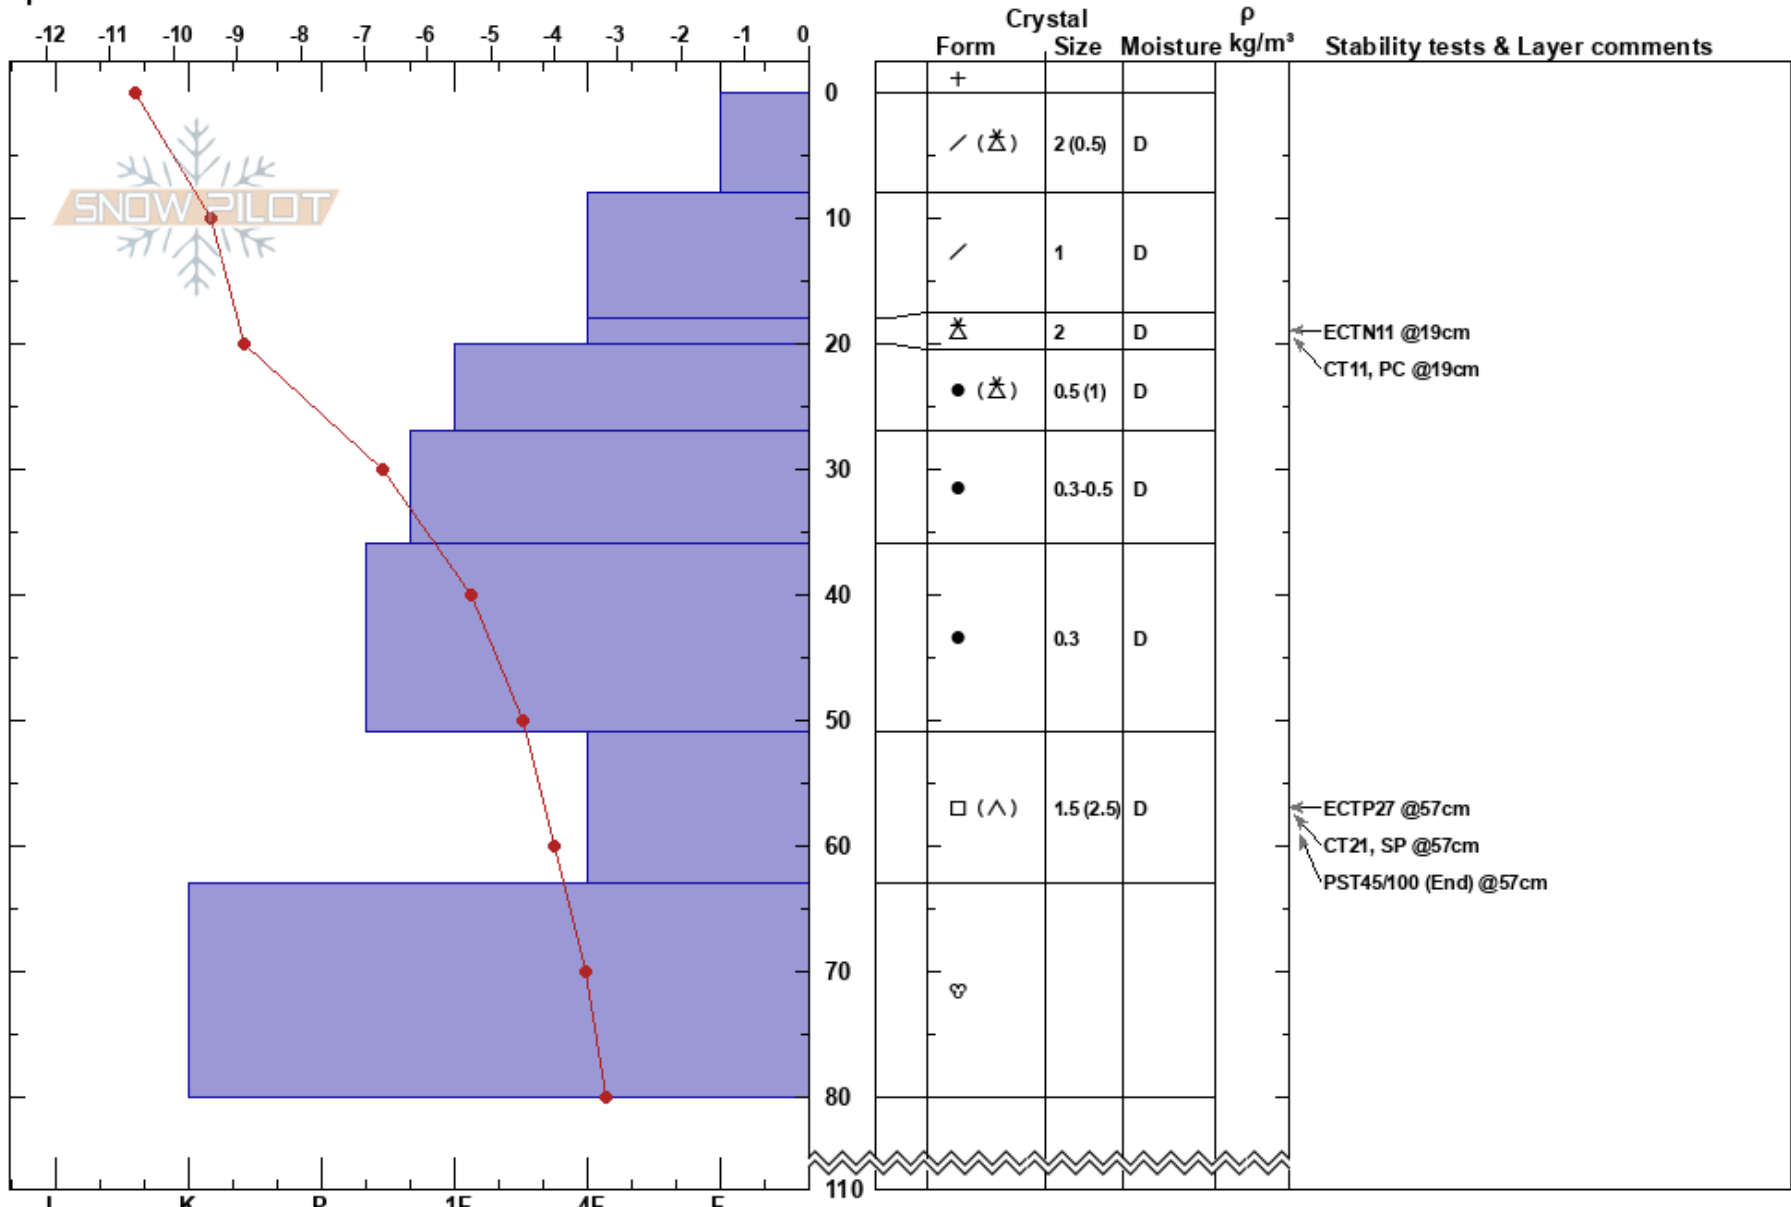 -12 -11 -10 -9 -8 -7 -6 -5 -4 -3 -2 -1 0
Crystal
ρ
Form Size Moisture kg/m³ Stability tests & Layer comments
+
0
SNOW PILOT
2 (0.5) D
10
1 D
2 D
ECTN11 @19cm
20
CT11, PC @19cm
0.5 (1) D
30
0.3-0.5 D
40
0.3 D
50
1.5 (2.5) D
ECTP27 @57cm
60
CT21, SP @57cm
PST45/100 (End) @57cm
70
80
110
I K P 1F 4F F